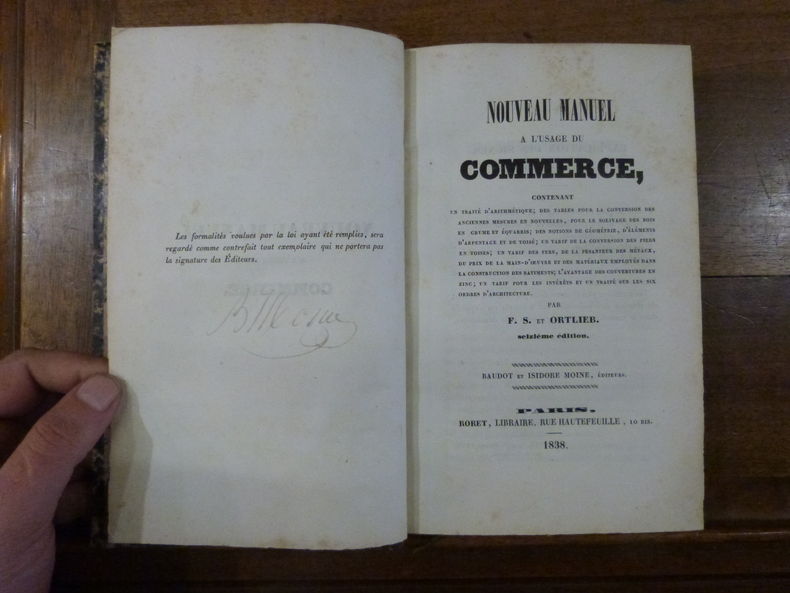 Les formalités voulues par la loi ayant été remplies, sera
regardé comme contrefait tout exemplaire qui ne portera pas
la signature des Éditeurs.
NOUVEAU MANUEL
A L'USAGE DU
COMMERCE,
CONTENANT
UN TRAITÉ D'ARITHMÉTIQUE; DES TABLES POUR LA CONVERSION DES
ANCIENNES MESURES EN NOUVELLES, POUR LE SOLIVAGE DES BOIS
EN GRUME ET ÉQUARRIS; DES NOTIONS DE GÉOMÉTRIE, D'ÉLÉMENTS
D'ARPENTAGE ET DE TOISÉ; UN TARIF DE LA CONVERSION DES PIEDS
EN TOISES; UN TARIF DES FERS, DE LA PESANTEUR DES MÉTAUX,
DU PRIX DE LA MAIN-D'ŒUVRE ET DES MATÉRIAUX EMPLOYÉS DANS
LA CONSTRUCTION DES BATIMENTS; L'AVANTAGE DES COUVERTURES EN
ZINC; UN TARIF POUR LES INTÉRÊTS ET UN TRAITÉ SUR LES SIX
ORDRES D'ARCHITECTURE.
PAR
F. S. ET ORTLIEB.
seizième édition.
BAUDOT ET ISIDORE MOINE, ÉDITEURS.
PARIS.
RORET, LIBRAIRE, RUE HAUTEFEUILLE, 10 BIS.
1838.